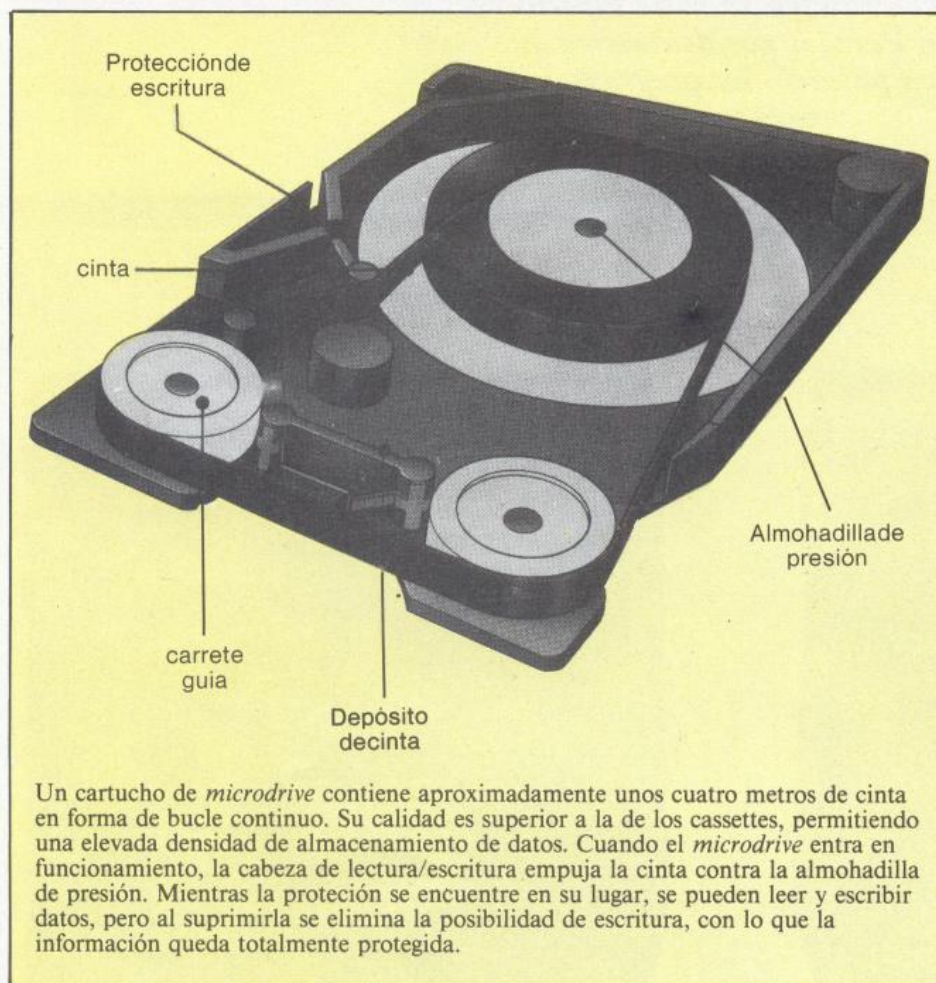 Precciónde
escritura
cinta
Almohadillade
presión
carrete
guia
Depósito
decinta
Un cartucho de microdrive contiene aproximadamente unos cuatro metros de cinta
en forma de bucle continuo. Su calidad es superior a la de los cassettes, permitiendo
una elevada densidad de almacenamiento de datos. Cuando el microdrive entra en
funcionamiento, la cabeza de lectura/escritura empuja la cinta contra la almohadilla
de presión. Mientras la proteción se encuentre en su lugar, se pueden leer y escribir
datos, pero al suprimirla se elimina la posibilidad de escritura, con lo que la
información queda totalmente protegida.